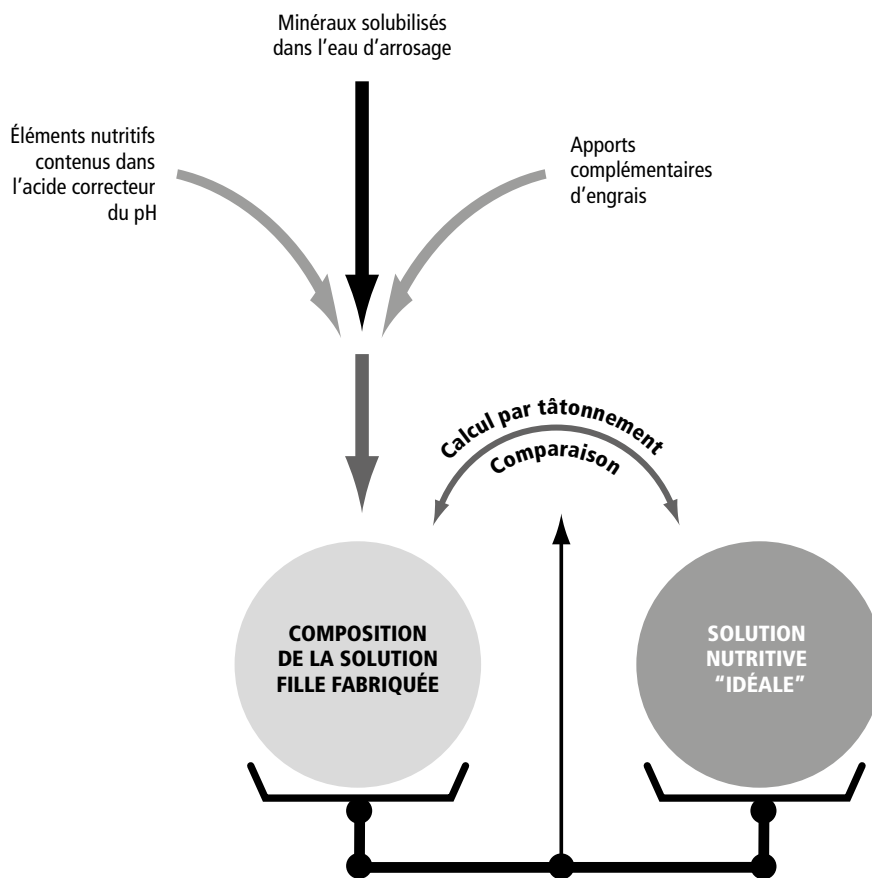 Minéraux solubilisés
dans l'eau d'arrosage
Éléments nutritifs
contenus dans
l'acide correcteur
du pH
Apports
complémentaires
d'engrais
Calcul par tâtonnement
Comparaison
COMPOSITION
DE LA SOLUTION
FILLE FABRIQUÉE
SOLUTION
NUTRITIVE
“IDÉALE”